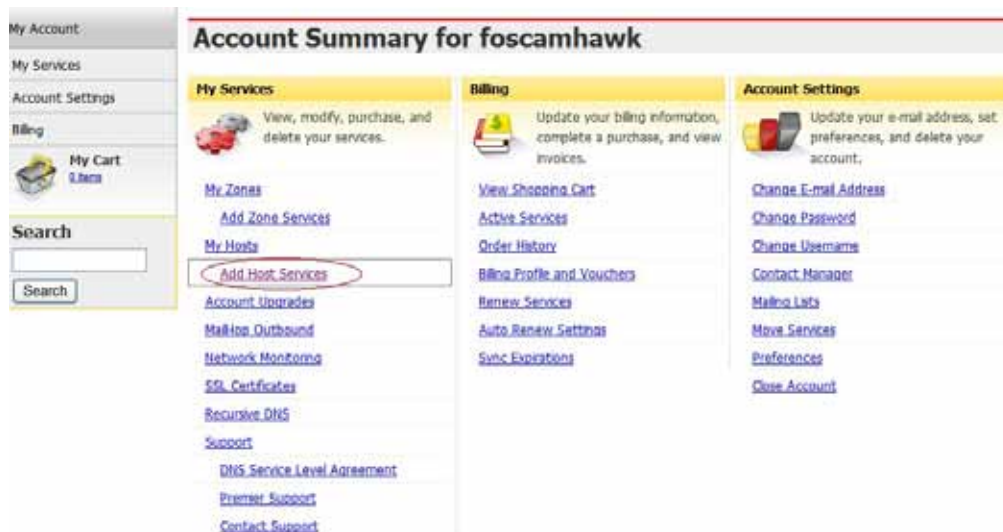 My Account
My Services
Account Settings
Billing
My Cart
0 items
Search
Search
Account Summary for foscamhawk
My Services
View, modify, purchase, and
delete your services.
My Zones
Add Zone Services
My Hosts
Add Host Services
Account Upgrades
MailHop Outbound
Network Monitoring
SSL Certificates
Recursive DNS
Support
DNS Service Level Agreement
Premier Support
Contact Support
Billing
Update your billing information,
complete a purchase, and view
invoices.
View Shopping Cart
Active Services
Order History
Billing Profile and Vouchers
Renew Services
Auto Renew Settings
Sync Expirations
Account Settings
Update your e-mail address, set
preferences, and delete your
account.
Change E-mail Address
Change Password
Change Username
Contact Manager
Mailing Lists
Move Services
Preferences
Close Account